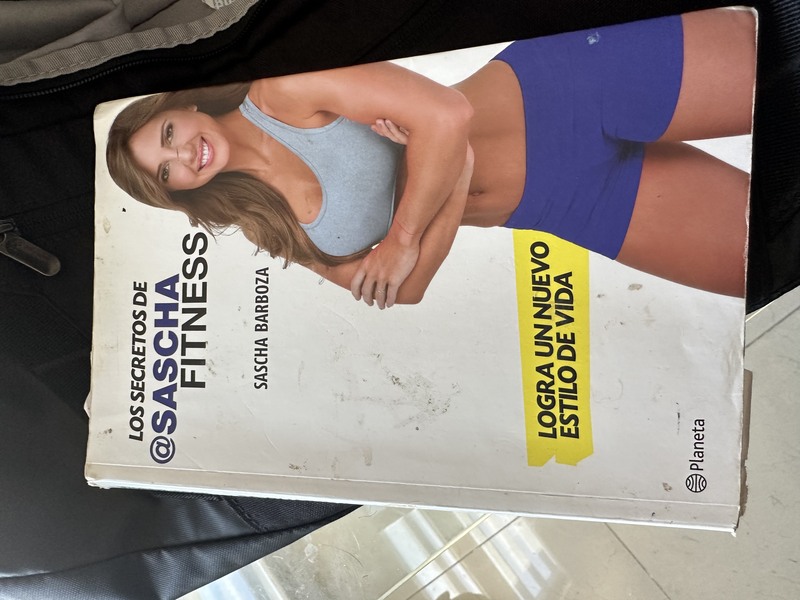 LOS SECRETOS DE
@SASCHA
FITNESS
SASCHA BARBOZA
LOGRA UN NUEVO
ESTILO DE VIDA
Planeta